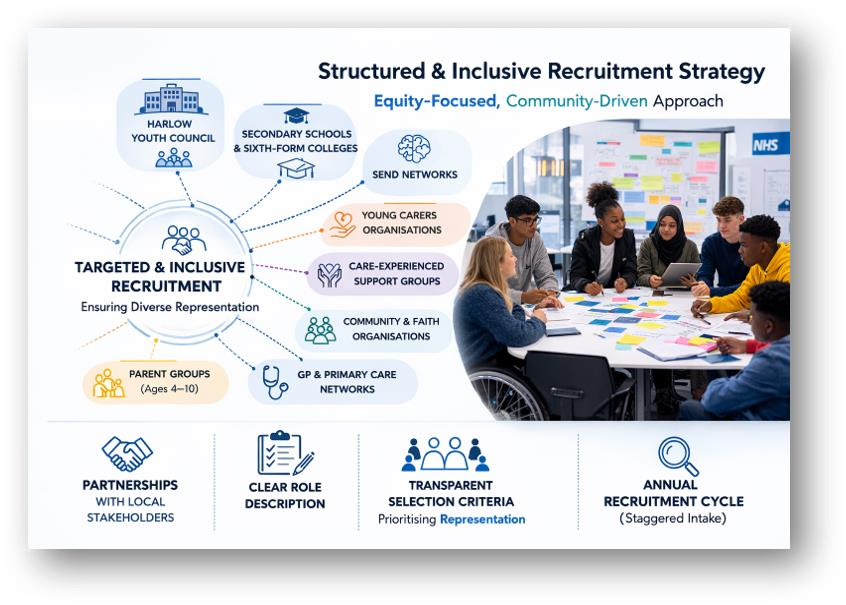 Structured & Inclusive Recruitment Strategy
Equity-Focused, Community-Driven Approach
HARLOW
YOUTH COUNCIL
SECONDARY SCHOOLS
& SIXTH-FORM COLLEGES
SEND NETWORKS
YOUNG CARERS
ORGANISATIONS
CARE-EXPERIENCED
SUPPORT GROUPS
COMMUNITY & FAITH
ORGANISATIONS
GP & PRIMARY CARE
NETWORKS
PARENT GROUPS
(Ages 4–10)
TARGETED & INCLUSIVE
RECRUITMENT
Ensuring Diverse Representation
NHS
PARTNERSHIPS
WITH LOCAL
STAKEHOLDERS
CLEAR ROLE
DESCRIPTION
TRANSPARENT
SELECTION CRITERIA
Prioritising Representation
ANNUAL
RECRUITMENT CYCLE
(Staggered Intake)